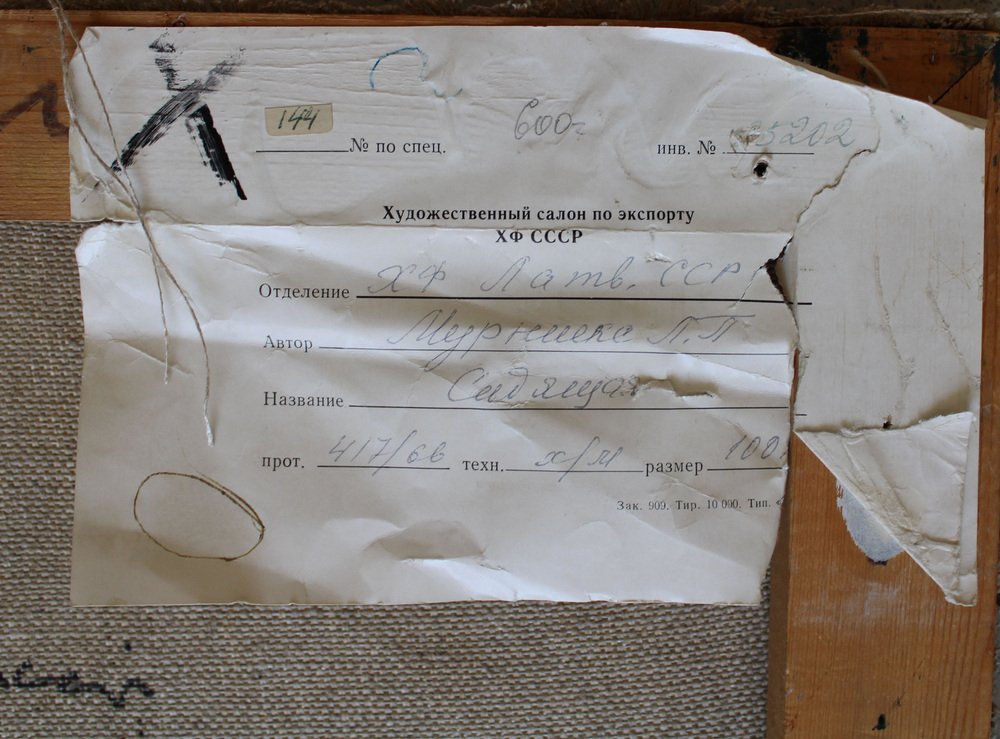 144
600=
№ по спец. инв. № 35202
Художественный салон по экспорту
ХФ СССР
Отделение ХФ Латв. ССР
Автор Мурниекс Л.П
Название Сидящая
прот. 417/66 техн. х/м размер 100
Зак. 909. Тир. 10 000. Тип.